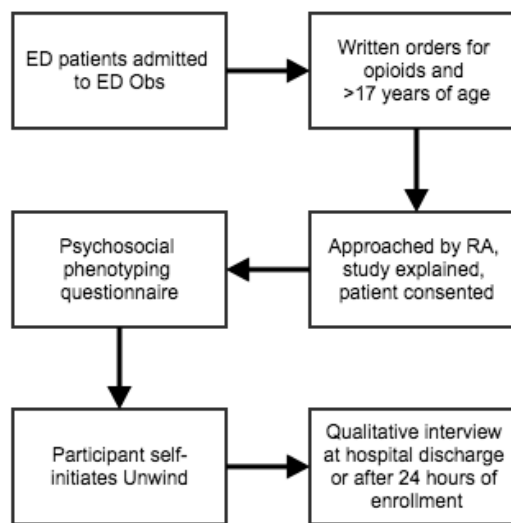 ED patients admitted
to ED Obs
Written orders for
opioids and
>17 years of age
Approached by RA,
study explained,
patient consented
Psychosocial
phenotyping
questionnaire
Participant self-
initiates Unwind
Qualitative interview
at hospital discharge
or after 24 hours of
enrollment